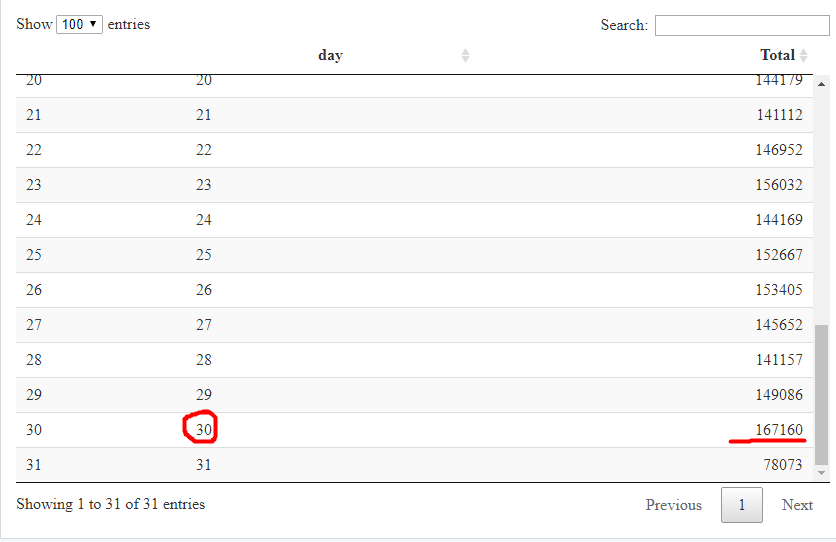 Show 100 entries Search:
day Total
20 20 144179
21 21 141112
22 22 146952
23 23 156032
24 24 144169
25 25 152667
26 26 153405
27 27 145652
28 28 141157
29 29 149086
30 30 167160
31 31 78073
Showing 1 to 31 of 31 entries Previous 1 Next